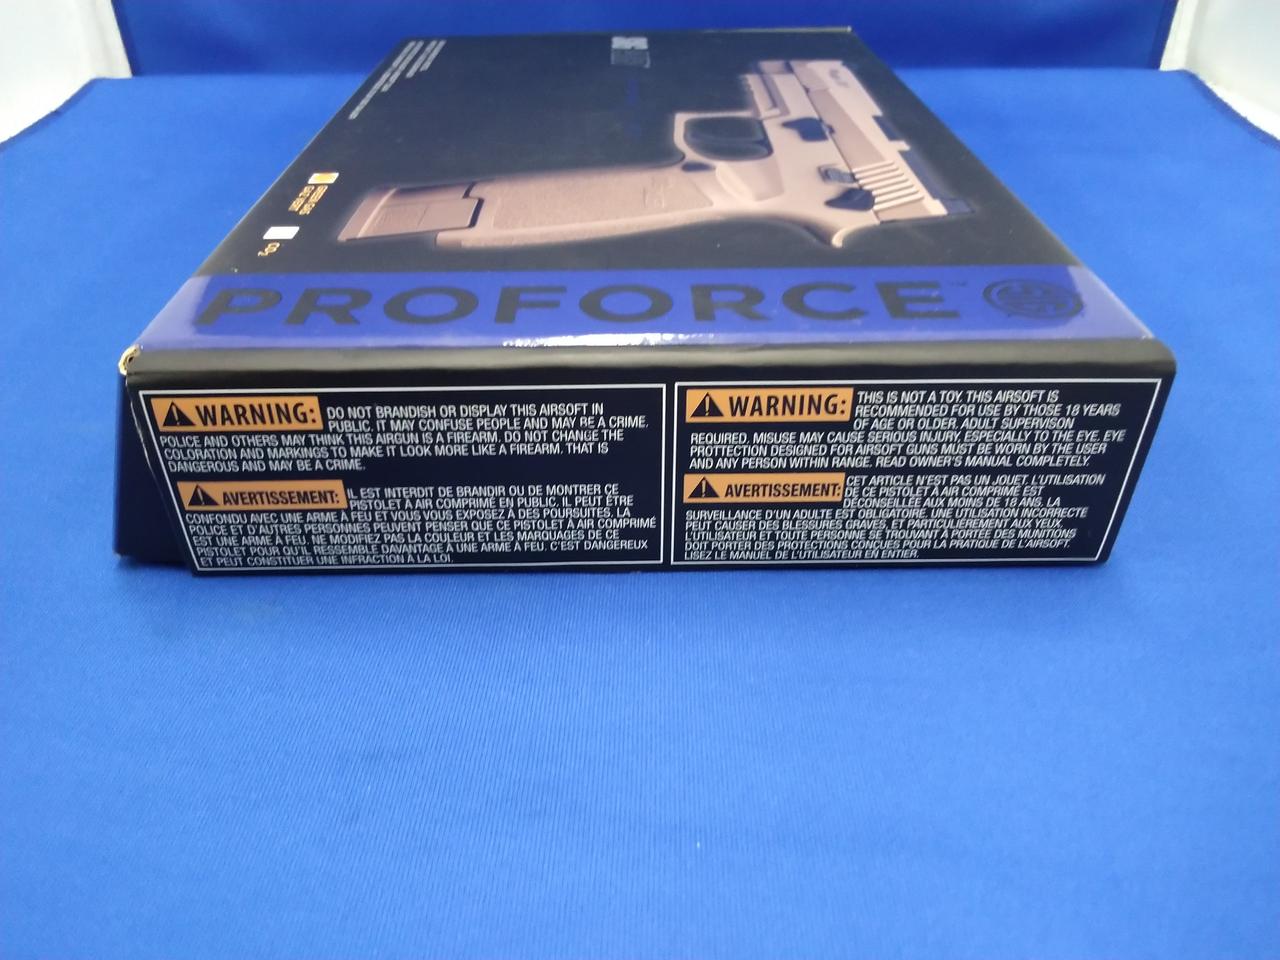 GREEN GAS
GAZ VERT
CO2
PROFORCE™
WARNING: DO NOT BRANDISH OR DISPLAY THIS AIRSOFT IN
PUBLIC. IT MAY CONFUSE PEOPLE AND MAY BE A CRIME.
POLICE AND OTHERS MAY THINK THIS AIRGUN IS A FIREARM. DO NOT CHANGE THE
COLORATION AND MARKINGS TO MAKE IT LOOK MORE LIKE A FIREARM. THAT IS
DANGEROUS AND MAY BE A CRIME.
AVERTISSEMENT: IL EST INTERDIT DE BRANDIR OU DE MONTRER CE
PISTOLET À AIR COMPRIMÉ EN PUBLIC. IL PEUT ÊTRE
CONFONDU AVEC UNE ARME À FEU ET VOUS VOUS EXPOSEZ À DES POURSUITES. LA
POLICE ET D'AUTRES PERSONNES PEUVENT PENSER QUE CE PISTOLET À AIR COMPRIMÉ
EST UNE ARME À FEU. NE MODIFIEZ PAS LA COULEUR ET LES MARQUAGES DE CE
PISTOLET POUR QU'IL RESSEMBLE DAVANTAGE À UNE ARME À FEU. C'EST DANGEREUX
ET PEUT CONSTITUER UNE INFRACTION À LA LOI.
WARNING: THIS IS NOT A TOY. THIS AIRSOFT IS
RECOMMENDED FOR USE BY THOSE 18 YEARS
OF AGE OR OLDER. ADULT SUPERVISON
REQUIRED. MISUSE MAY CAUSE SERIOUS INJURY, ESPECIALLY TO THE EYE. EYE
PROTTECTION DESIGNED FOR AIRSOFT GUNS MUST BE WORN BY THE USER
AND ANY PERSON WITHIN RANGE. READ OWNER'S MANUAL COMPLETELY.
AVERTISSEMENT: CET ARTICLE N'EST PAS UN JOUET. L'UTILISATION
DE CE PISTOLET À AIR COMPRIMÉ EST
DÉCONSEILLÉE AUX MOINS DE 18 ANS. LA
SURVEILLANCE D'UN ADULTE EST OBLIGATOIRE. UNE UTILISATION INCORRECTE
PEUT CAUSER DES BLESSURES GRAVES, ET PARTICULIÈREMENT AUX YEUX.
L'UTILISATEUR ET TOUTE PERSONNE SE TROUVANT À PORTÉE DES MUNITIONS
DOIT PORTER DES PROTECTIONS CONÇUES POUR LA PRATIQUE DE L'AIRSOFT.
LISEZ LE MANUEL DE L'UTILISATEUR EN ENTIER.